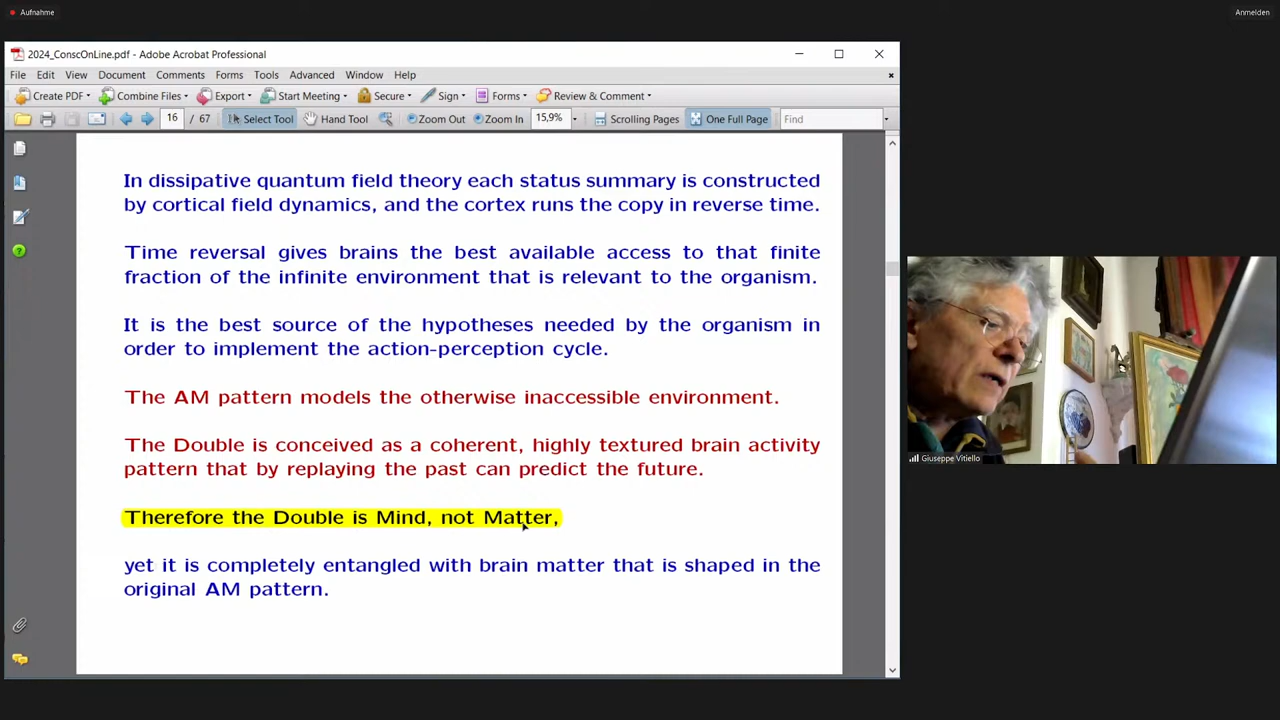 Aufnahme
Anmelden
2024_ConscOnLine.pdf - Adobe Acrobat Professional
File Edit View Document Comments Forms Tools Advanced Window Help
Create PDF Combine Files Export Start Meeting Secure Sign Forms Review & Comment
16 / 67 Select Tool Hand Tool Zoom Out Zoom In 15,9% Scrolling Pages One Full Page Find
In dissipative quantum field theory each status summary is constructed
by cortical field dynamics, and the cortex runs the copy in reverse time.
Time reversal gives brains the best available access to that finite
fraction of the infinite environment that is relevant to the organism.
It is the best source of the hypotheses needed by the organism in
order to implement the action-perception cycle.
The AM pattern models the otherwise inaccessible environment.
The Double is conceived as a coherent, highly textured brain activity
pattern that by replaying the past can predict the future.
Therefore the Double is Mind, not Matter,
yet it is completely entangled with brain matter that is shaped in the
original AM pattern.
Giuseppe Vitiello